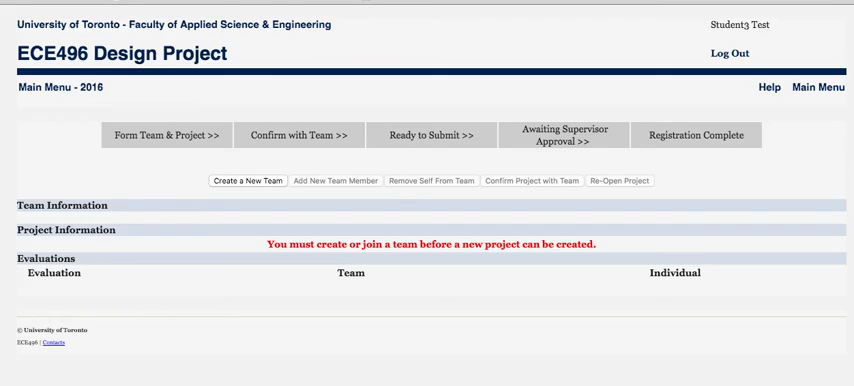 University of Toronto - Faculty of Applied Science & Engineering
Student3 Test
ECE496 Design Project
Log Out
Main Menu - 2016
Help Main Menu
Form Team & Project >> Confirm with Team >> Ready to Submit >> Awaiting Supervisor Approval >> Registration Complete
Create a New Team Add New Team Member Remove Self From Team Confirm Project with Team Re-Open Project
Team Information
Project Information
You must create or join a team before a new project can be created.
Evaluations
Evaluation Team Individual
© University of Toronto
ECE496 | Contacts